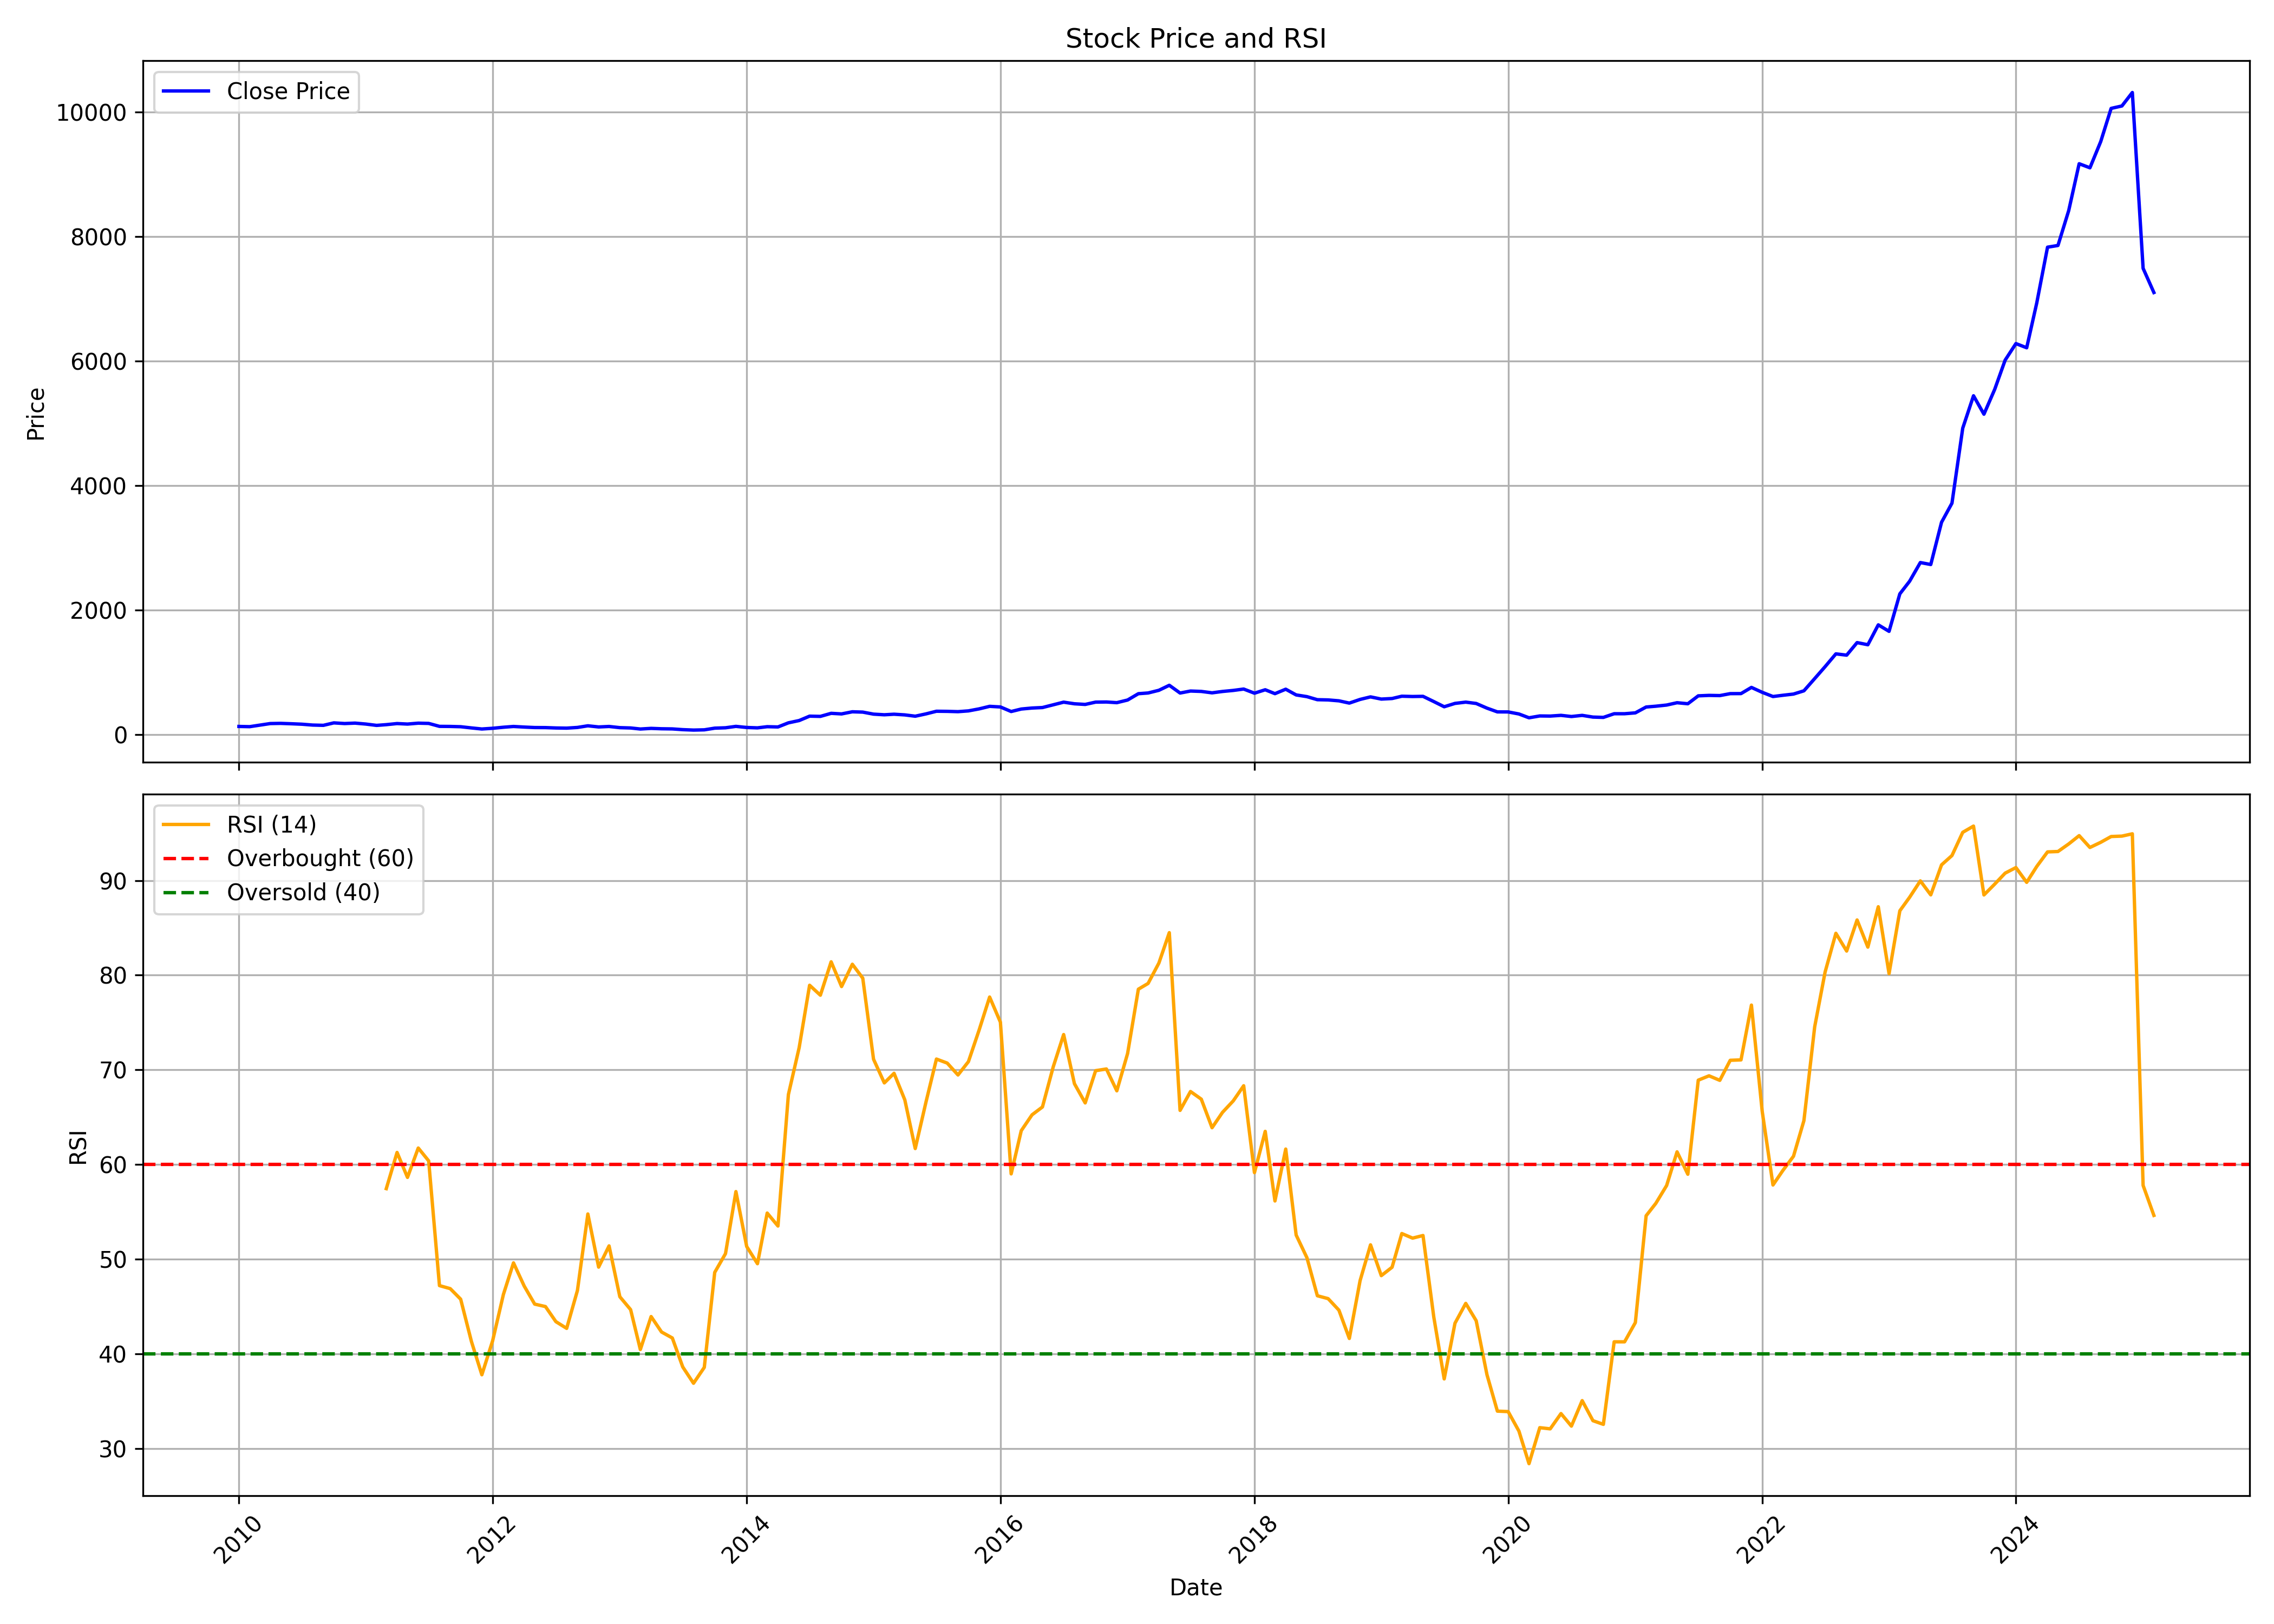 Stock Price and RSI
Close Price
10000
8000
6000
4000
2000
0
Price
RSI (14)
Overbought (60)
Oversold (40)
90
80
70
60
50
40
30
RSI
2010
2012
2014
2016
2018
2020
2022
2024
Date